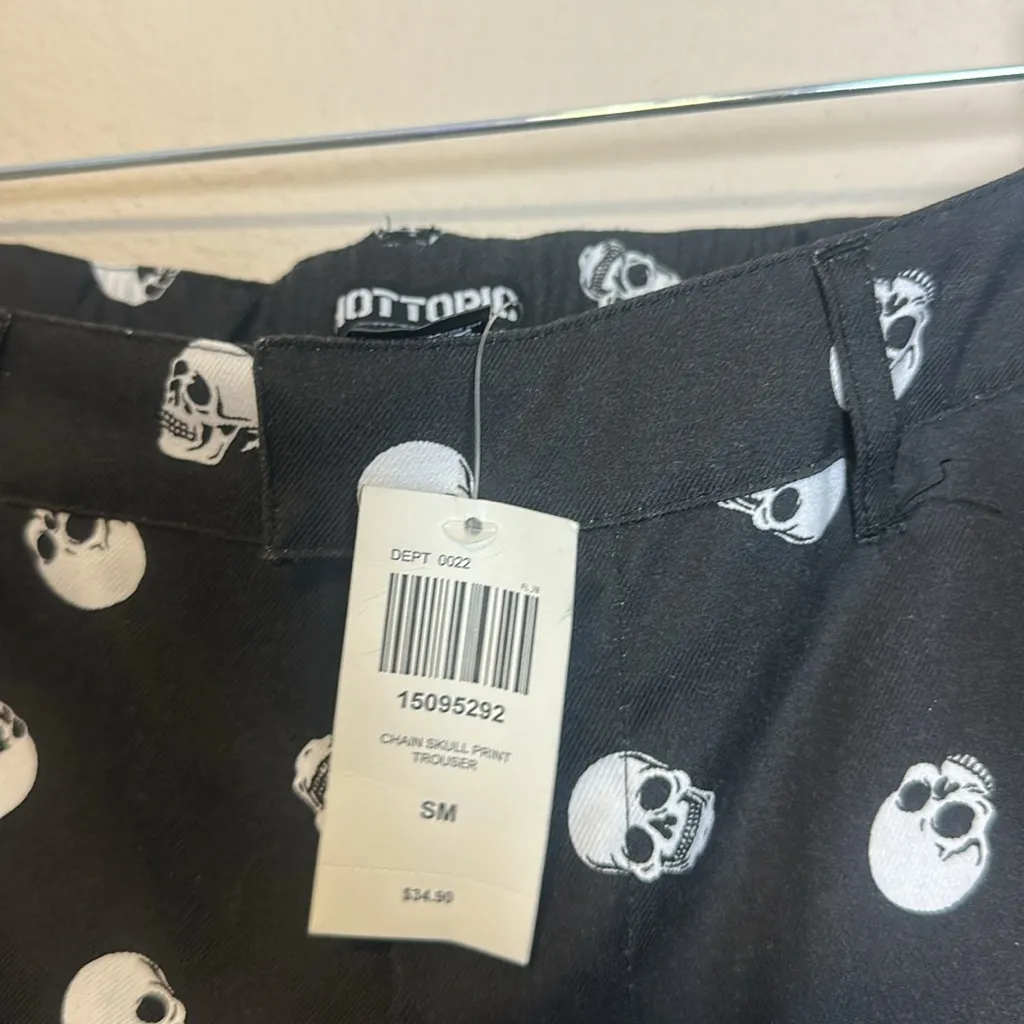 HOTTOPIC
DEPT 0022
15095292
CHAIN SKULL PRINT
TROUSER
SM
$34.90